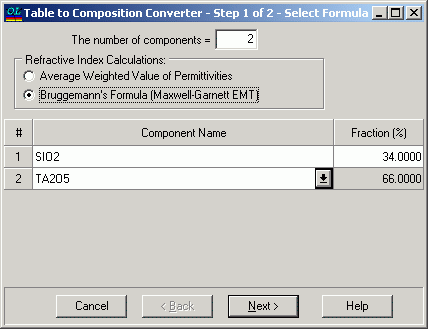 OL Table to Composition Converter - Step 1 of 2 - Select Formula
The number of components = 2
Refractive Index Calculations:
Average Weighted Value of Permittivities
Bruggemann's Formula (Maxwell-Garnett EMT)
# Component Name Fraction (%)
1 SIO2 34.0000
2 TA2O5 66.0000
Cancel < Back Next > Help